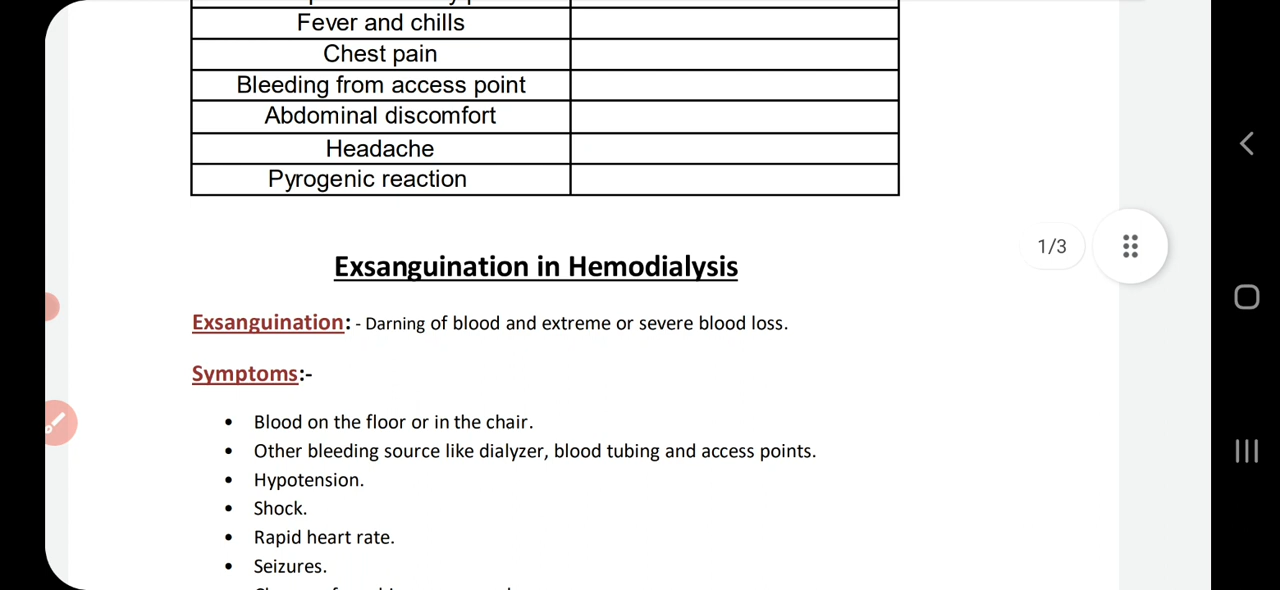 Fever and chills
Chest pain
Bleeding from access point
Abdominal discomfort
Headache
Pyrogenic reaction
1/3
Exsanguination in Hemodialysis
Exsanguination: - Darning of blood and extreme or severe blood loss.
Symptoms:-
• Blood on the floor or in the chair.
• Other bleeding source like dialyzer, blood tubing and access points.
• Hypotension.
• Shock.
• Rapid heart rate.
• Seizures.